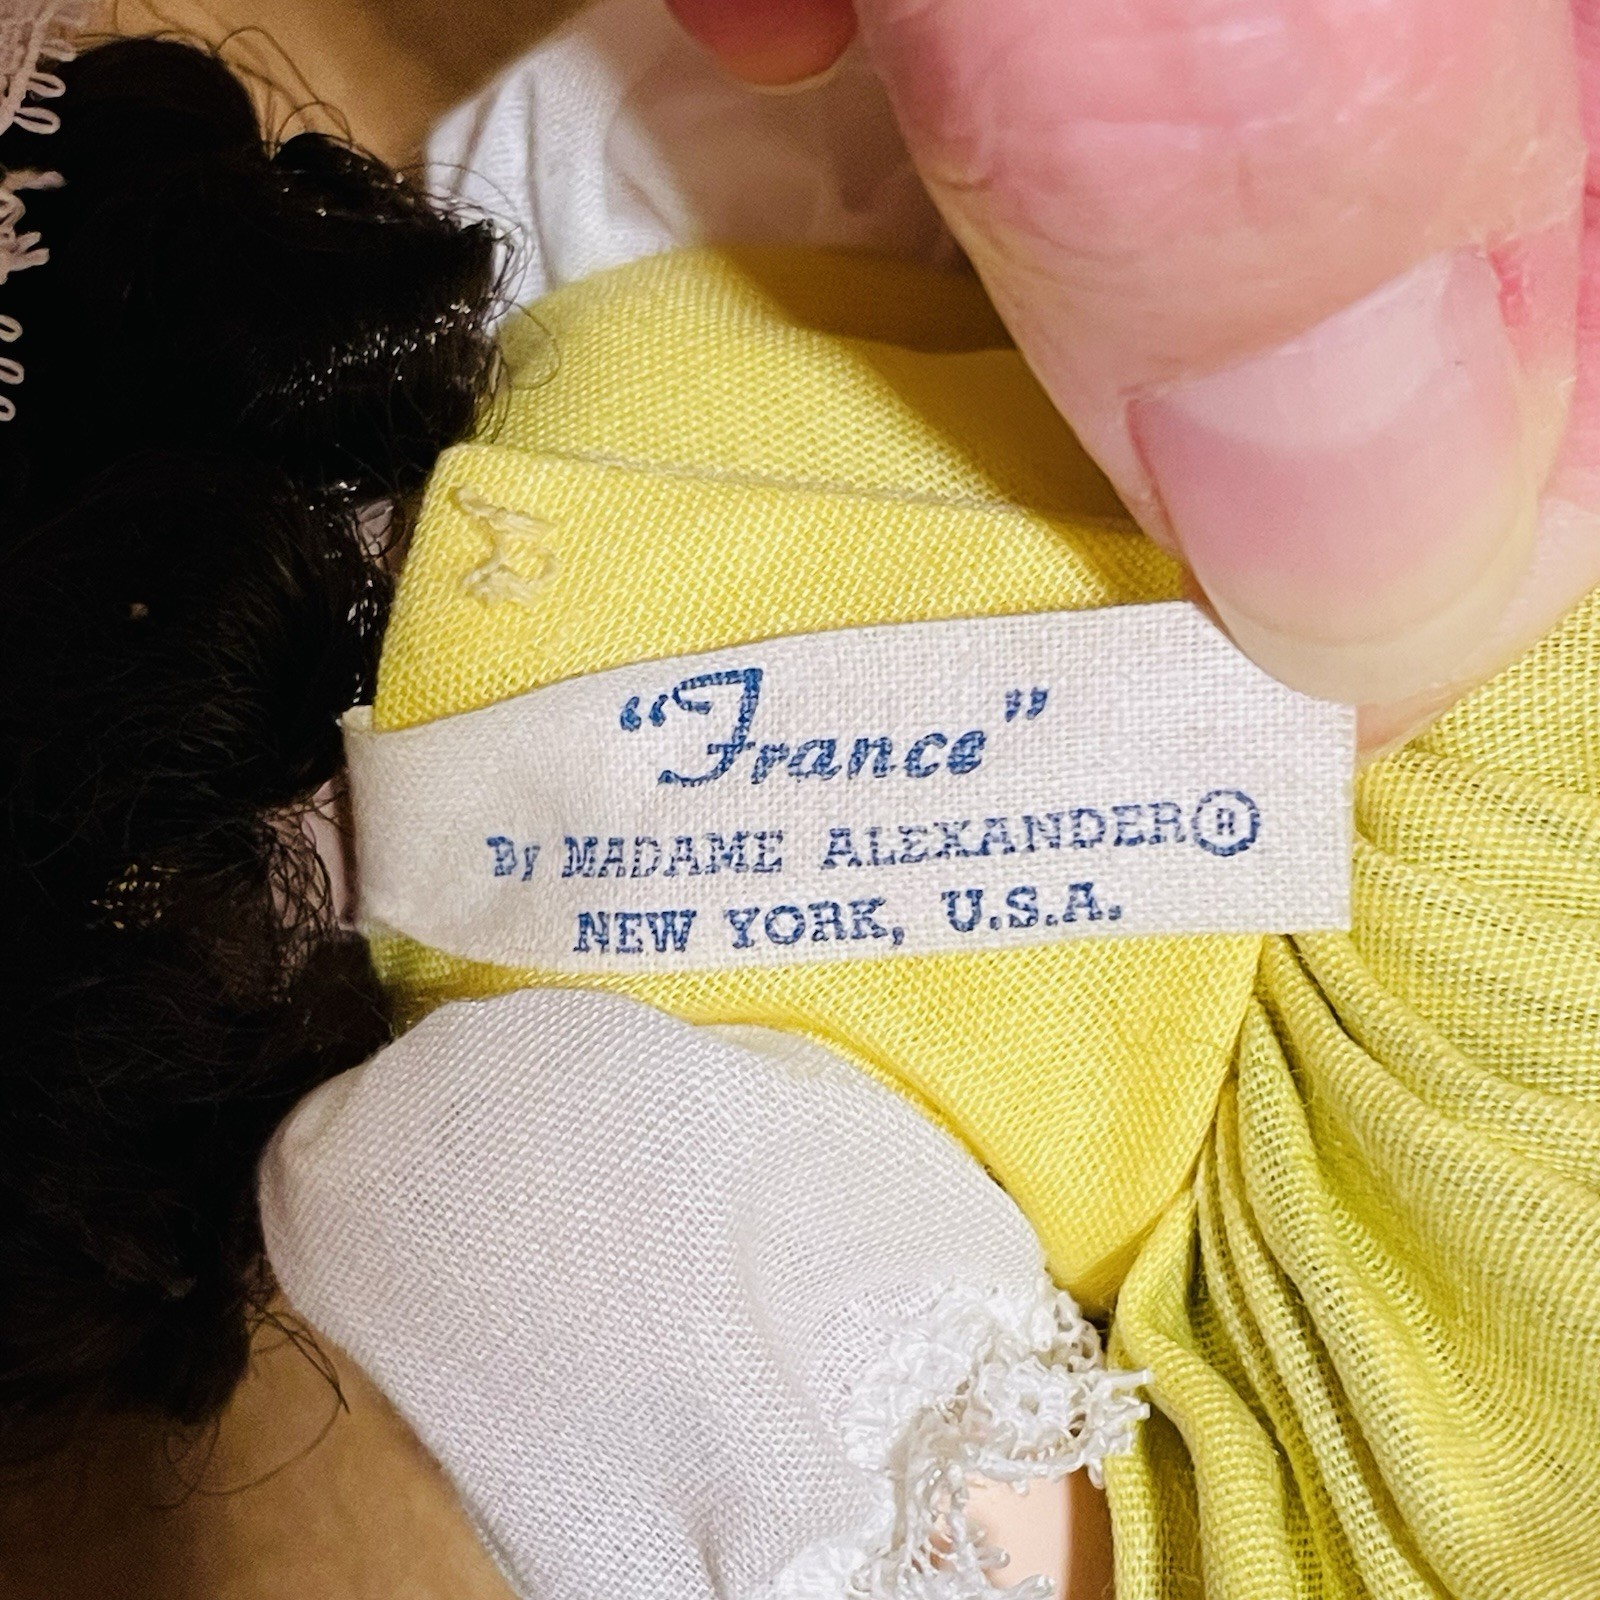 “France”
By MADAME ALEXANDER®
NEW YORK, U.S.A.